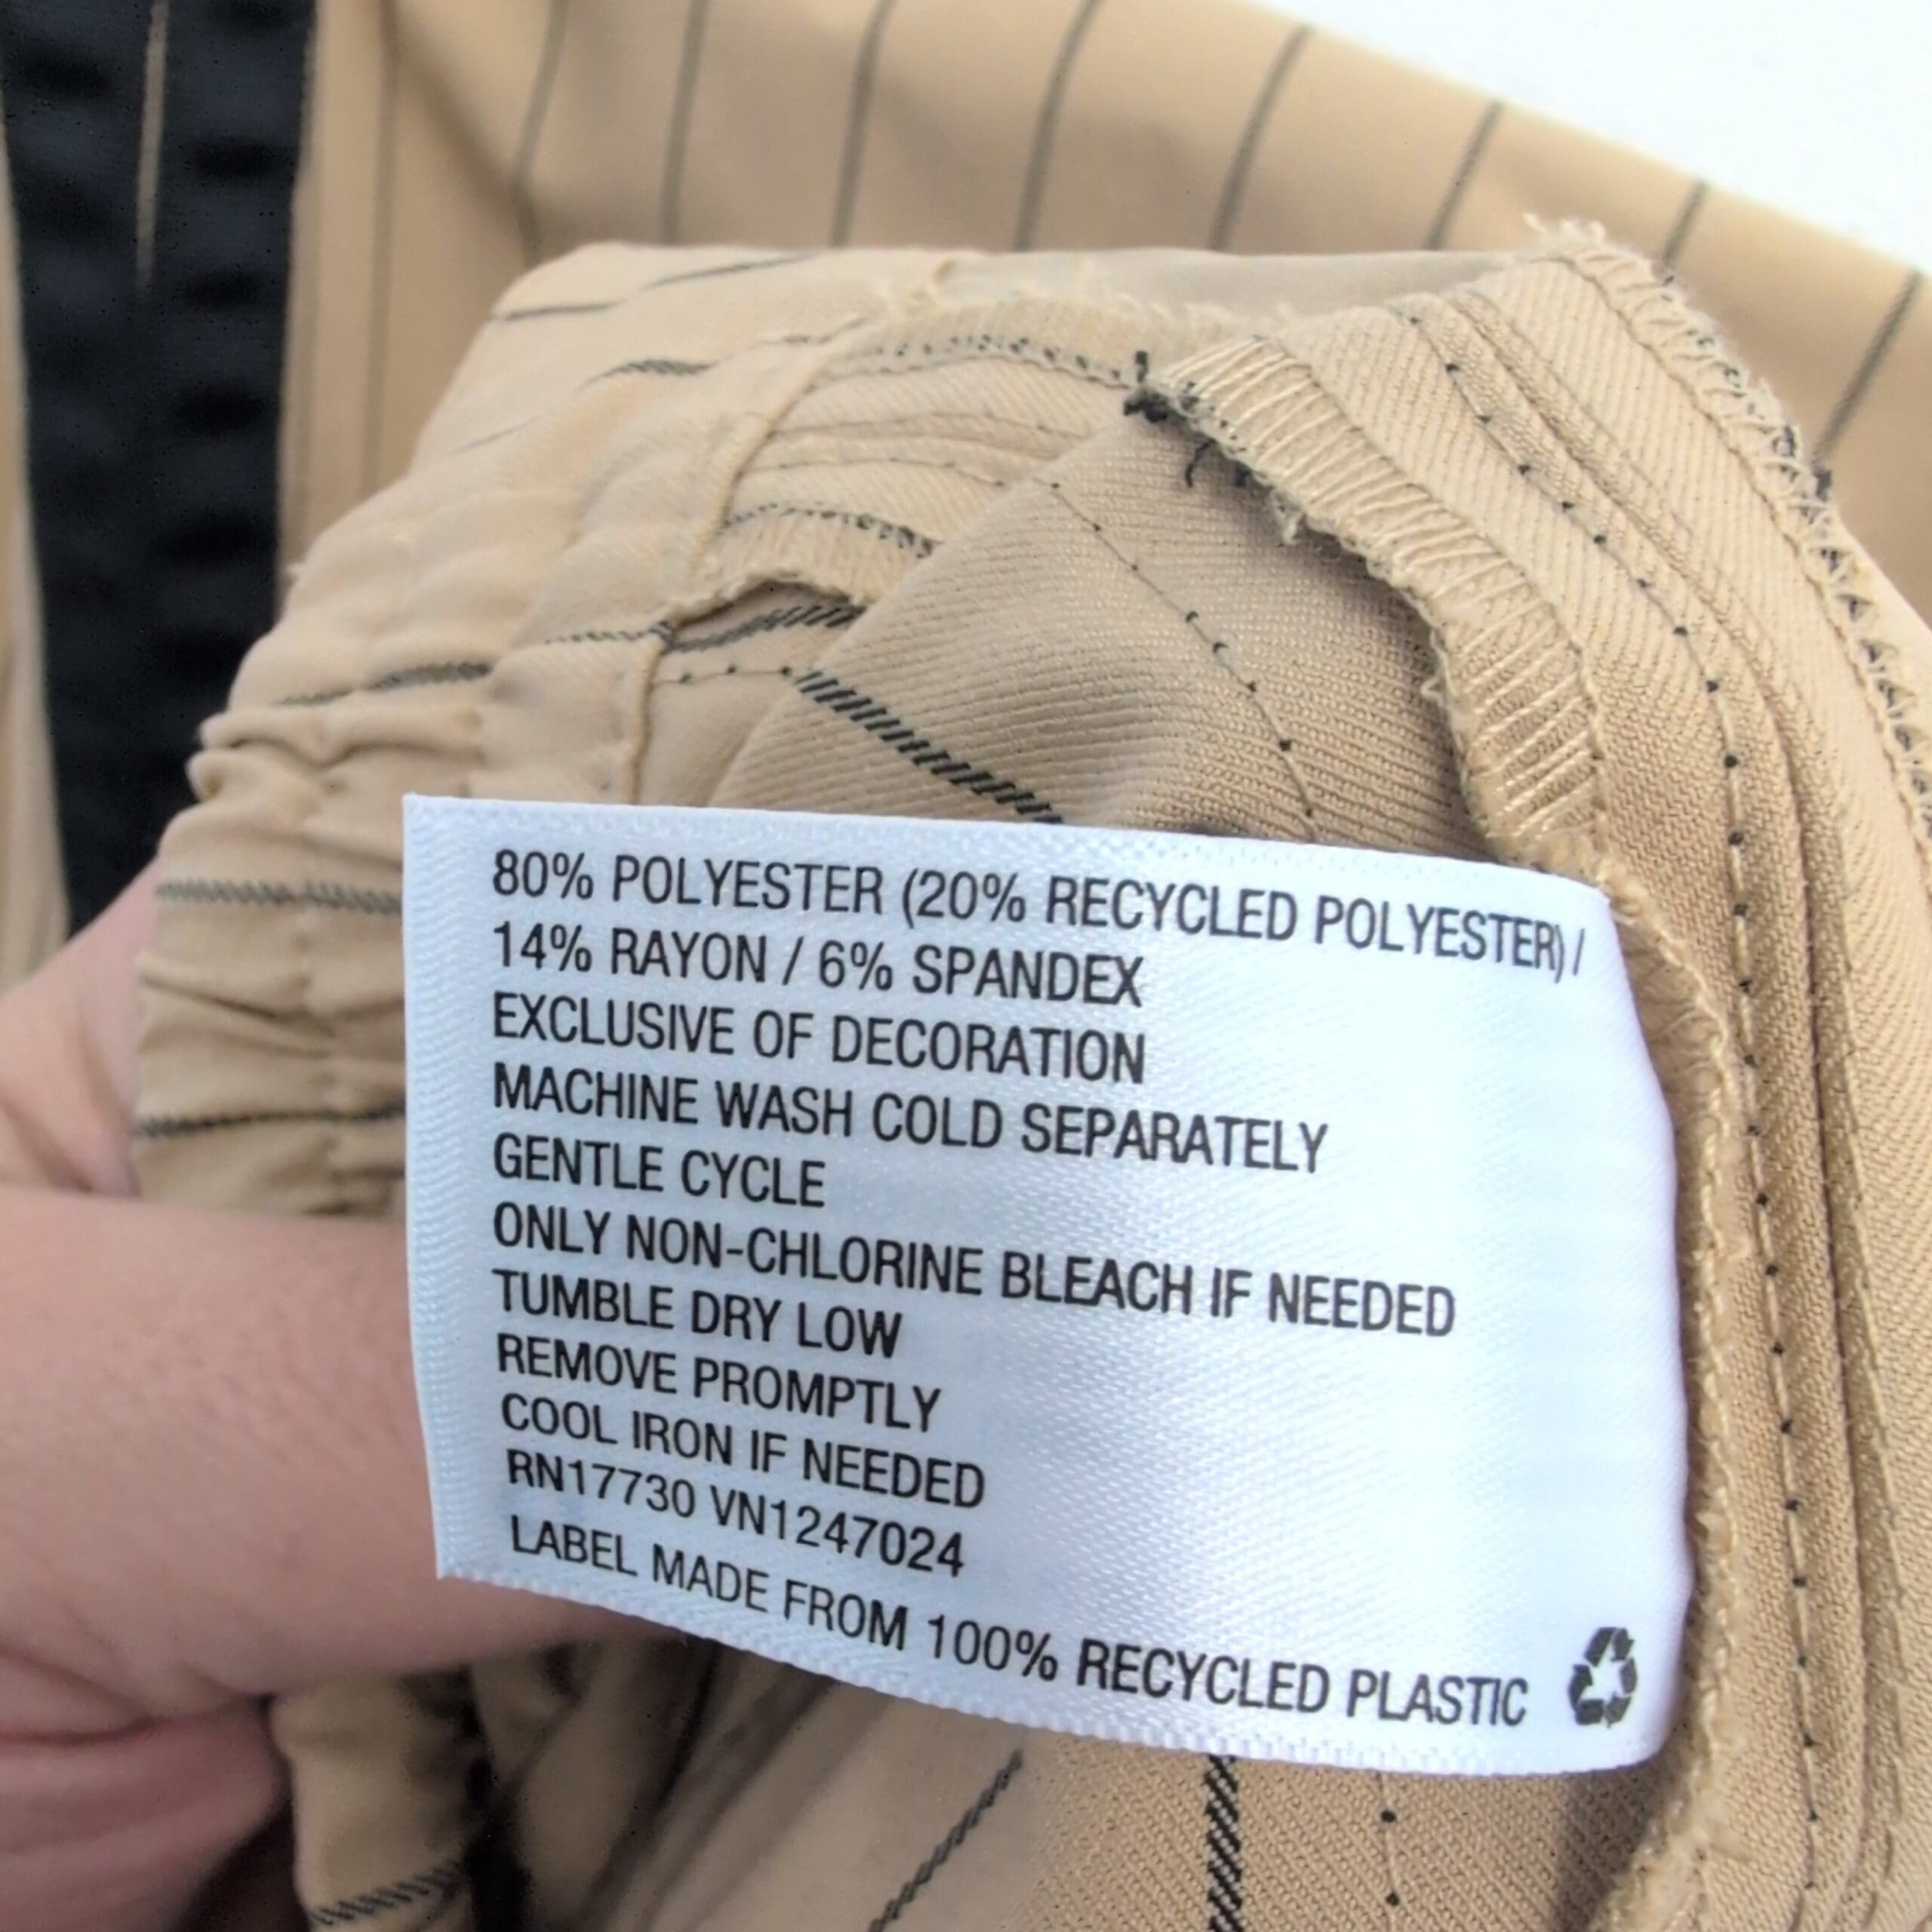 80% POLYESTER (20% RECYCLED POLYESTER) /
14% RAYON / 6% SPANDEX
EXCLUSIVE OF DECORATION
MACHINE WASH COLD SEPARATELY
GENTLE CYCLE
ONLY NON-CHLORINE BLEACH IF NEEDED
TUMBLE DRY LOW
REMOVE PROMPTLY
COOL IRON IF NEEDED
RN17730 VN1247024
LABEL MADE FROM 100% RECYCLED PLASTIC